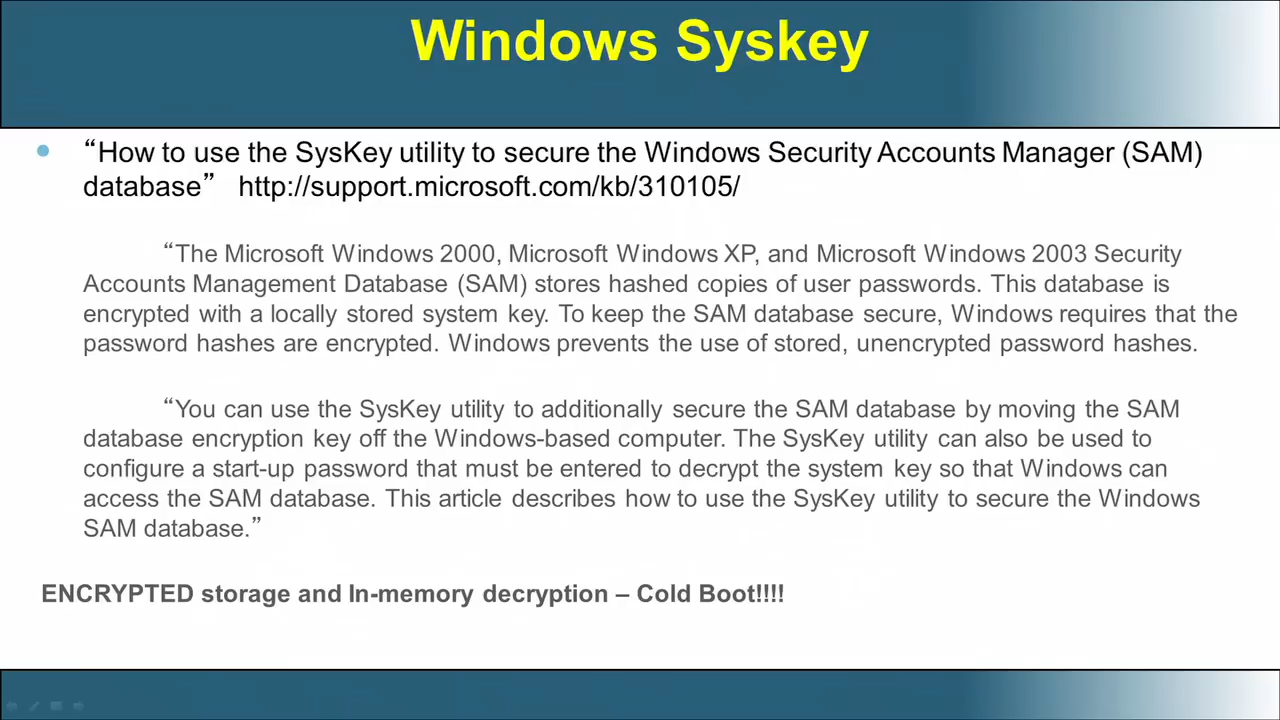 Windows Syskey
“How to use the SysKey utility to secure the Windows Security Accounts Manager (SAM)
database” http://support.microsoft.com/kb/310105/
“The Microsoft Windows 2000, Microsoft Windows XP, and Microsoft Windows 2003 Security
Accounts Management Database (SAM) stores hashed copies of user passwords. This database is
encrypted with a locally stored system key. To keep the SAM database secure, Windows requires that the
password hashes are encrypted. Windows prevents the use of stored, unencrypted password hashes.
“You can use the SysKey utility to additionally secure the SAM database by moving the SAM
database encryption key off the Windows-based computer. The SysKey utility can also be used to
configure a start-up password that must be entered to decrypt the system key so that Windows can
access the SAM database. This article describes how to use the SysKey utility to secure the Windows
SAM database.”
ENCRYPTED storage and In-memory decryption – Cold Boot!!!!